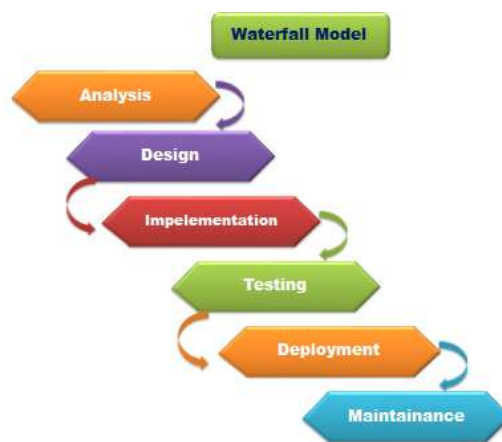 Waterfall Model
Analysis
Design
Impelementation
Testing
Deployment
Maintainance